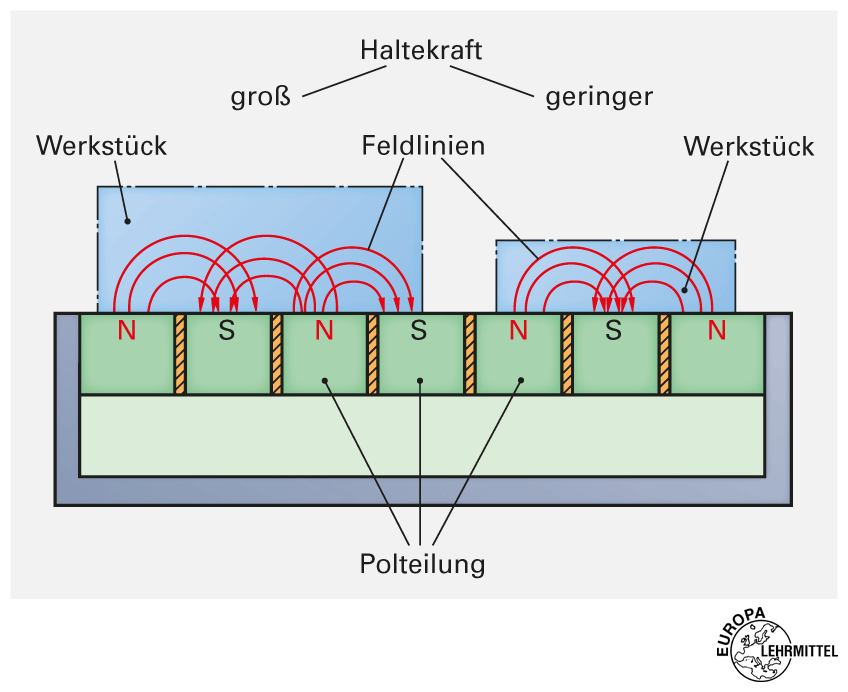 Haltekraft
groß geringer
Werkstück Feldlinien Werkstück
N S N S N S N
Polteilung
EUROPA
LEHRMITTEL